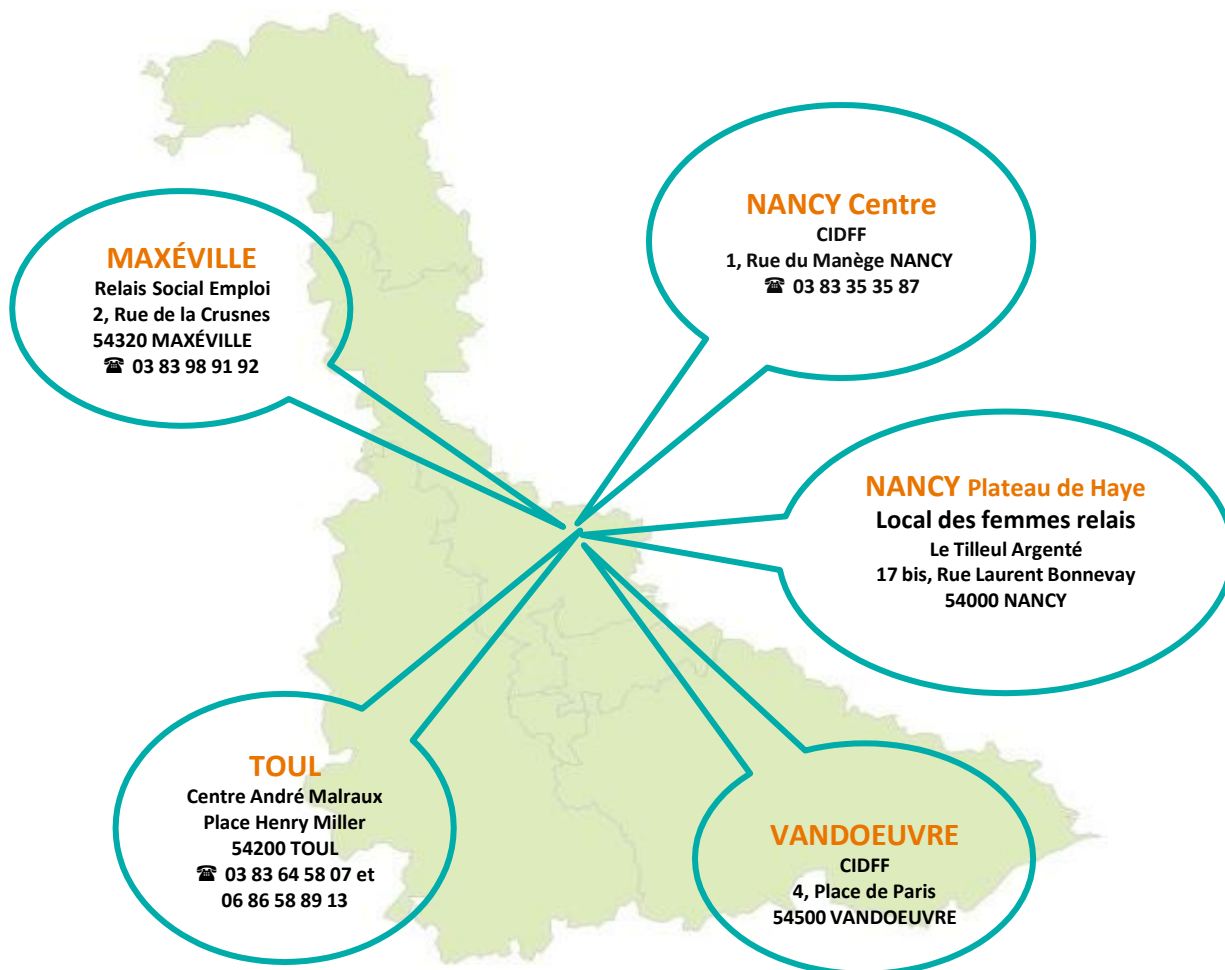 NANCY Centre
CIDFF
1, Rue du Manège NANCY
☎ 03 83 35 35 87
MAXÉVILLE
Relais Social Emploi
2, Rue de la Crusnes
54320 MAXÉVILLE
☎ 03 83 98 91 92
NANCY Plateau de Haye
Local des femmes relais
Le Tilleul Argenté
17 bis, Rue Laurent Bonnevay
54000 NANCY
TOUL
Centre André Malraux
Place Henry Miller
54200 TOUL
☎ 03 83 64 58 07 et
06 86 58 89 13
VANDOEUVRE
CIDFF
4, Place de Paris
54500 VANDOEUVRE